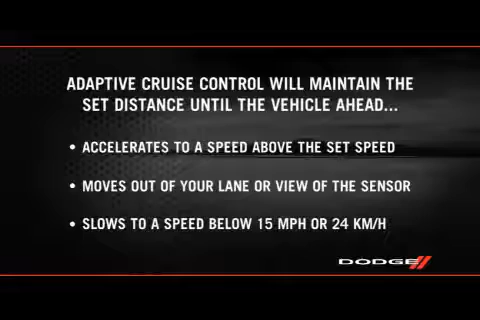 ADAPTIVE CRUISE CONTROL WILL MAINTAIN THE
SET DISTANCE UNTIL THE VEHICLE AHEAD...
• ACCELERATES TO A SPEED ABOVE THE SET SPEED
• MOVES OUT OF YOUR LANE OR VIEW OF THE SENSOR
• SLOWS TO A SPEED BELOW 15 MPH OR 24 KM/H
DODGE